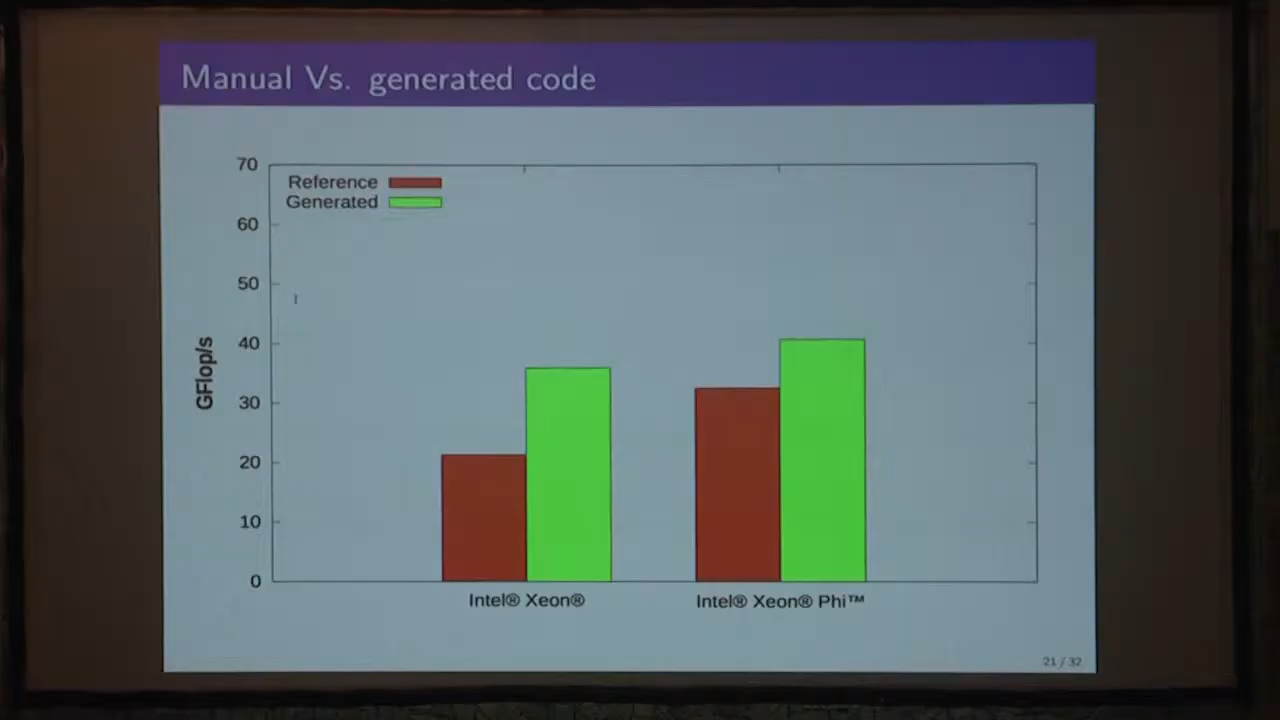 Manual Vs. generated code
70
Reference
Generated
60
50
40
30
20
10
0
GFlop/s
Intel® Xeon®
Intel® Xeon® Phi™
21 / 32